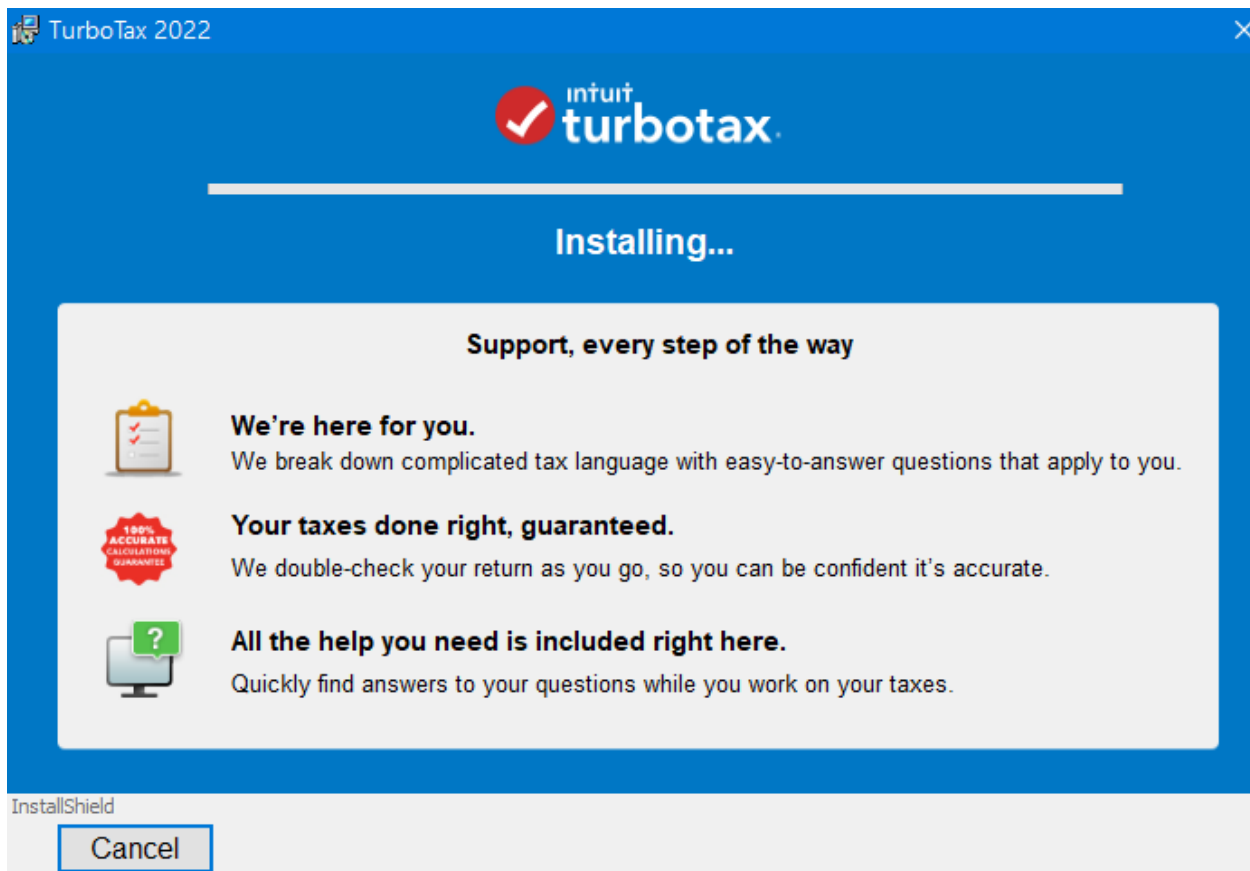 TurboTax 2022
intuit
turbotax.
Installing...
Support, every step of the way
We’re here for you.
We break down complicated tax language with easy-to-answer questions that apply to you.
100%
ACCURATE
CALCULATIONS
GUARANTEE
Your taxes done right, guaranteed.
We double-check your return as you go, so you can be confident it’s accurate.
?
All the help you need is included right here.
Quickly find answers to your questions while you work on your taxes.
InstallShield
Cancel